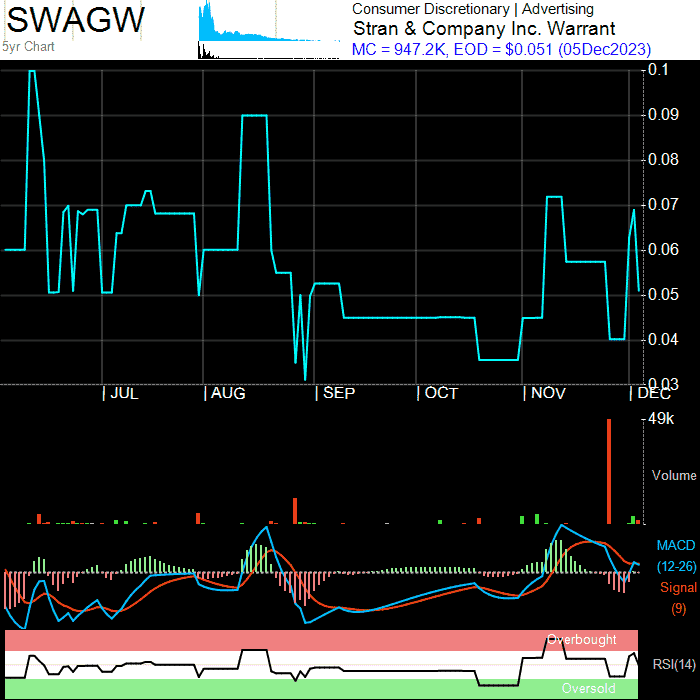 SWAGW
5yr Chart
Consumer Discretionary | Advertising
Stran & Company Inc. Warrant
MC = 947.2K, EOD = $0.051 (05Dec2023)
0.1
0.09
0.08
0.07
0.06
0.05
0.04
0.03
JUL AUG SEP OCT NOV DEC
49k
Volume
MACD
(12-26)
Signal
(9)
Overbought
RSI(14)
Oversold